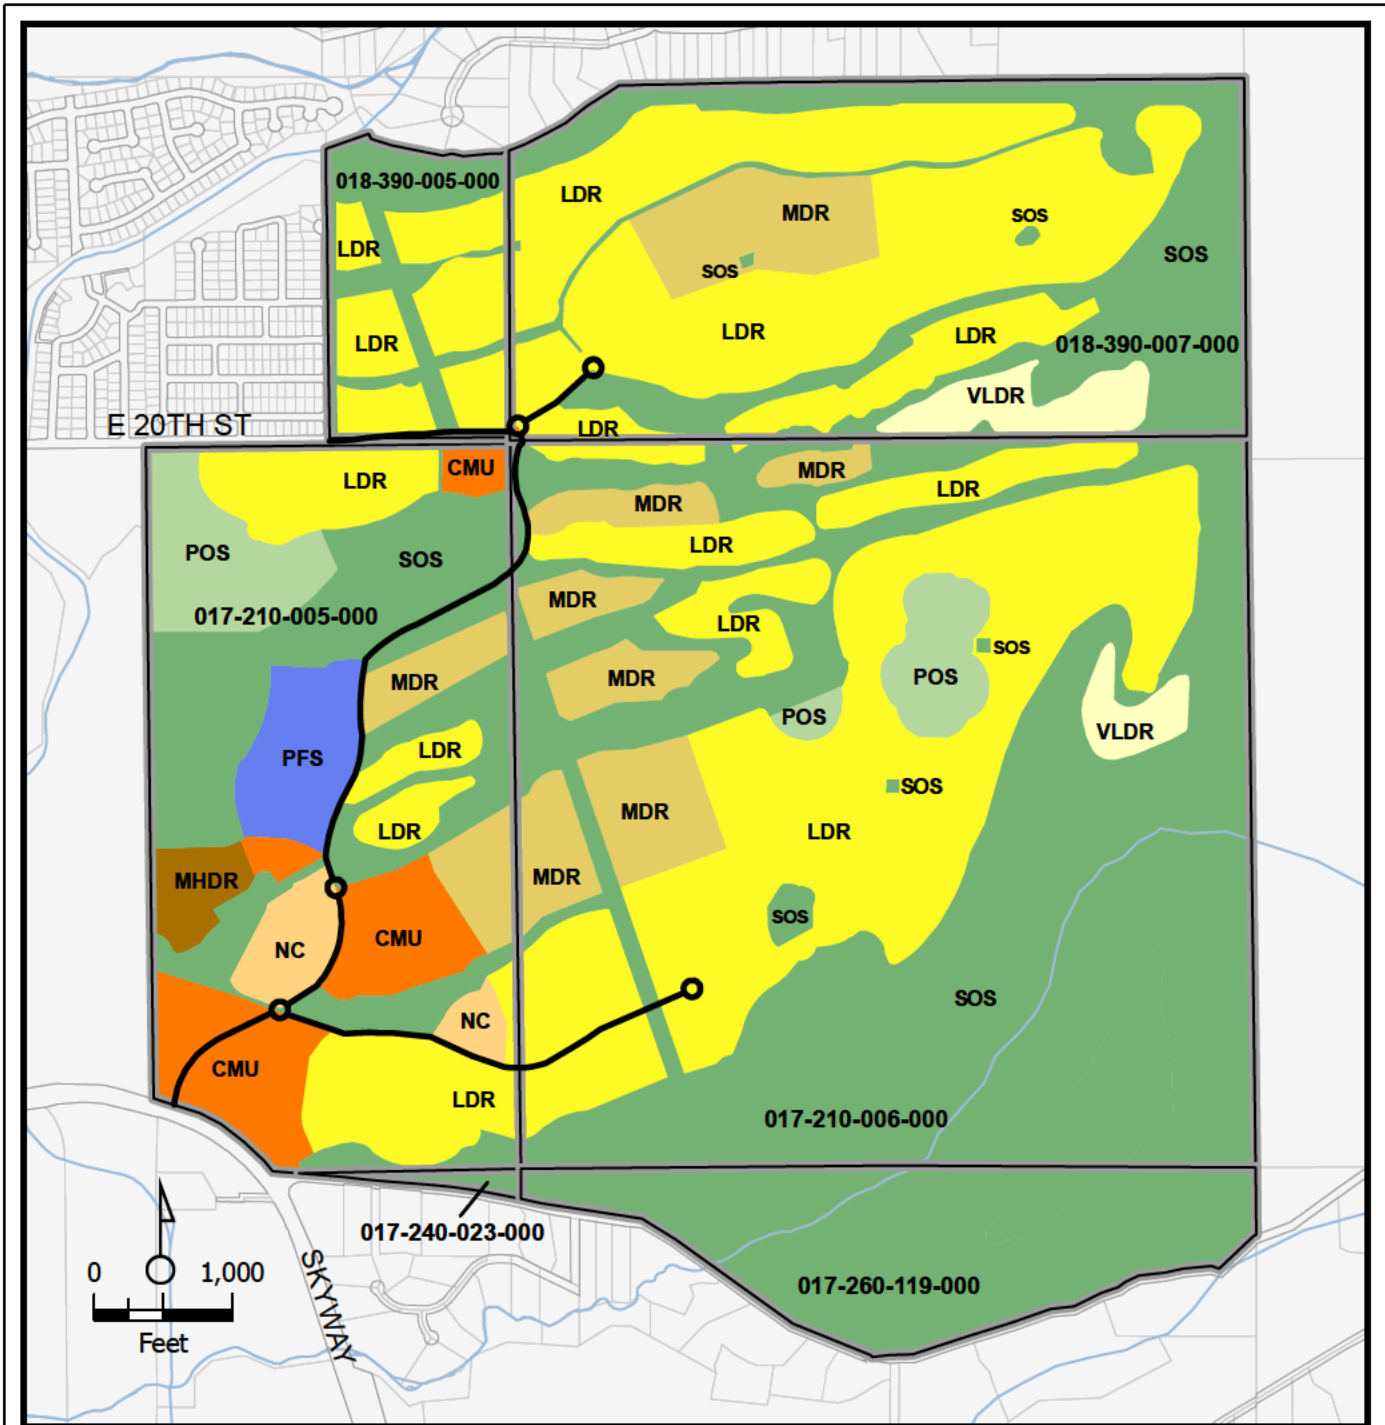 018-390-005-000
LDR
LDR
MDR
SOS
LDR
SOS
SOS
LDR
LDR
LDR
018-390-007-000
VLDR
E 20TH ST
LDR
CMU
MDR
LDR
LDR
MDR
POS
LDR
SOS
MDR
017-210-005-000
LDR
SOS
MDR
MDR
POS
POS
VLDR
LDR
PFS
SOS
MDR
LDR
LDR
MHDR
MDR
SOS
CMU
NC
SOS
NC
CMU
LDR
017-210-006-000
017-240-023-000
0 1,000
Feet
SKYWAY
017-260-119-000